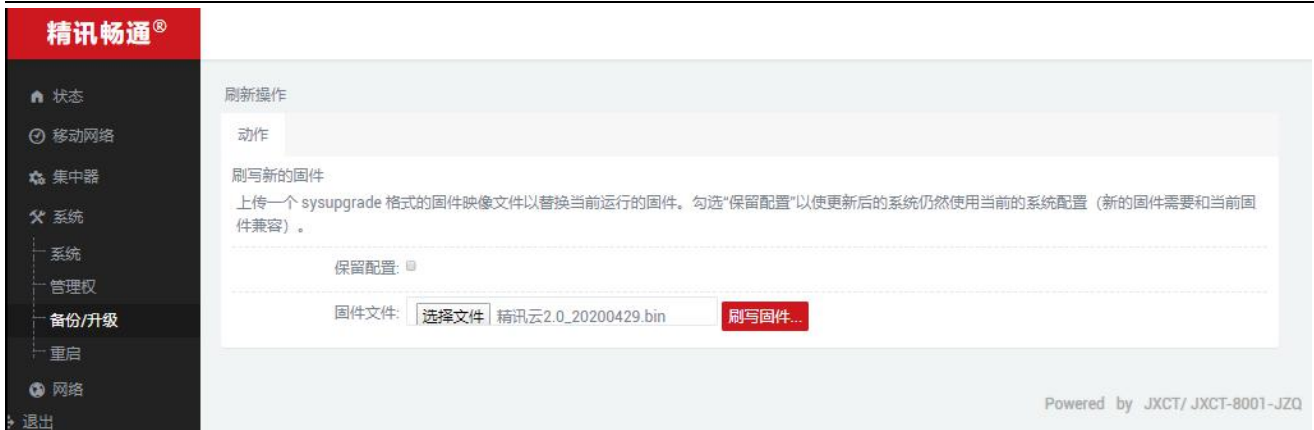 精讯畅通®
状态
移动网络
集中器
系统
系统
管理权
备份/升级
重启
网络
退出
刷新操作
动作
刷写新的固件
上传一个 sysupgrade 格式的固件映像文件以替换当前运行的固件。勾选“保留配置”以使更新后的系统仍然使用当前的系统配置（新的固件需要和当前固
件兼容）。
保留配置:
固件文件: 选择文件 精讯云2.0_20200429.bin 刷写固件...
Powered by JXCT/ JXCT-8001-JZQ